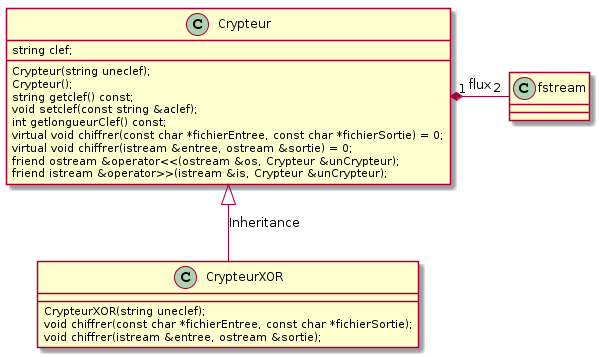 C Crypteur
string clef;
Crypteur(string uneclef);
Crypteur();
string getclef() const;
void setclef(const string &aclef);
int getlongueurClef() const;
virtual void chiffrer(const char *fichierEntree, const char *fichierSortie) = 0;
virtual void chiffrer(istream &entree, ostream &sortie) = 0;
friend ostream &operator<<(ostream &os, Crypteur &unCrypteur);
friend istream &operator>>(istream &is, Crypteur &unCrypteur);
1 flux 2
C fstream
Inheritance
C CrypteurXOR
CrypteurXOR(string uneclef);
void chiffrer(const char *fichierEntree, const char *fichierSortie);
void chiffrer(istream &entree, ostream &sortie);